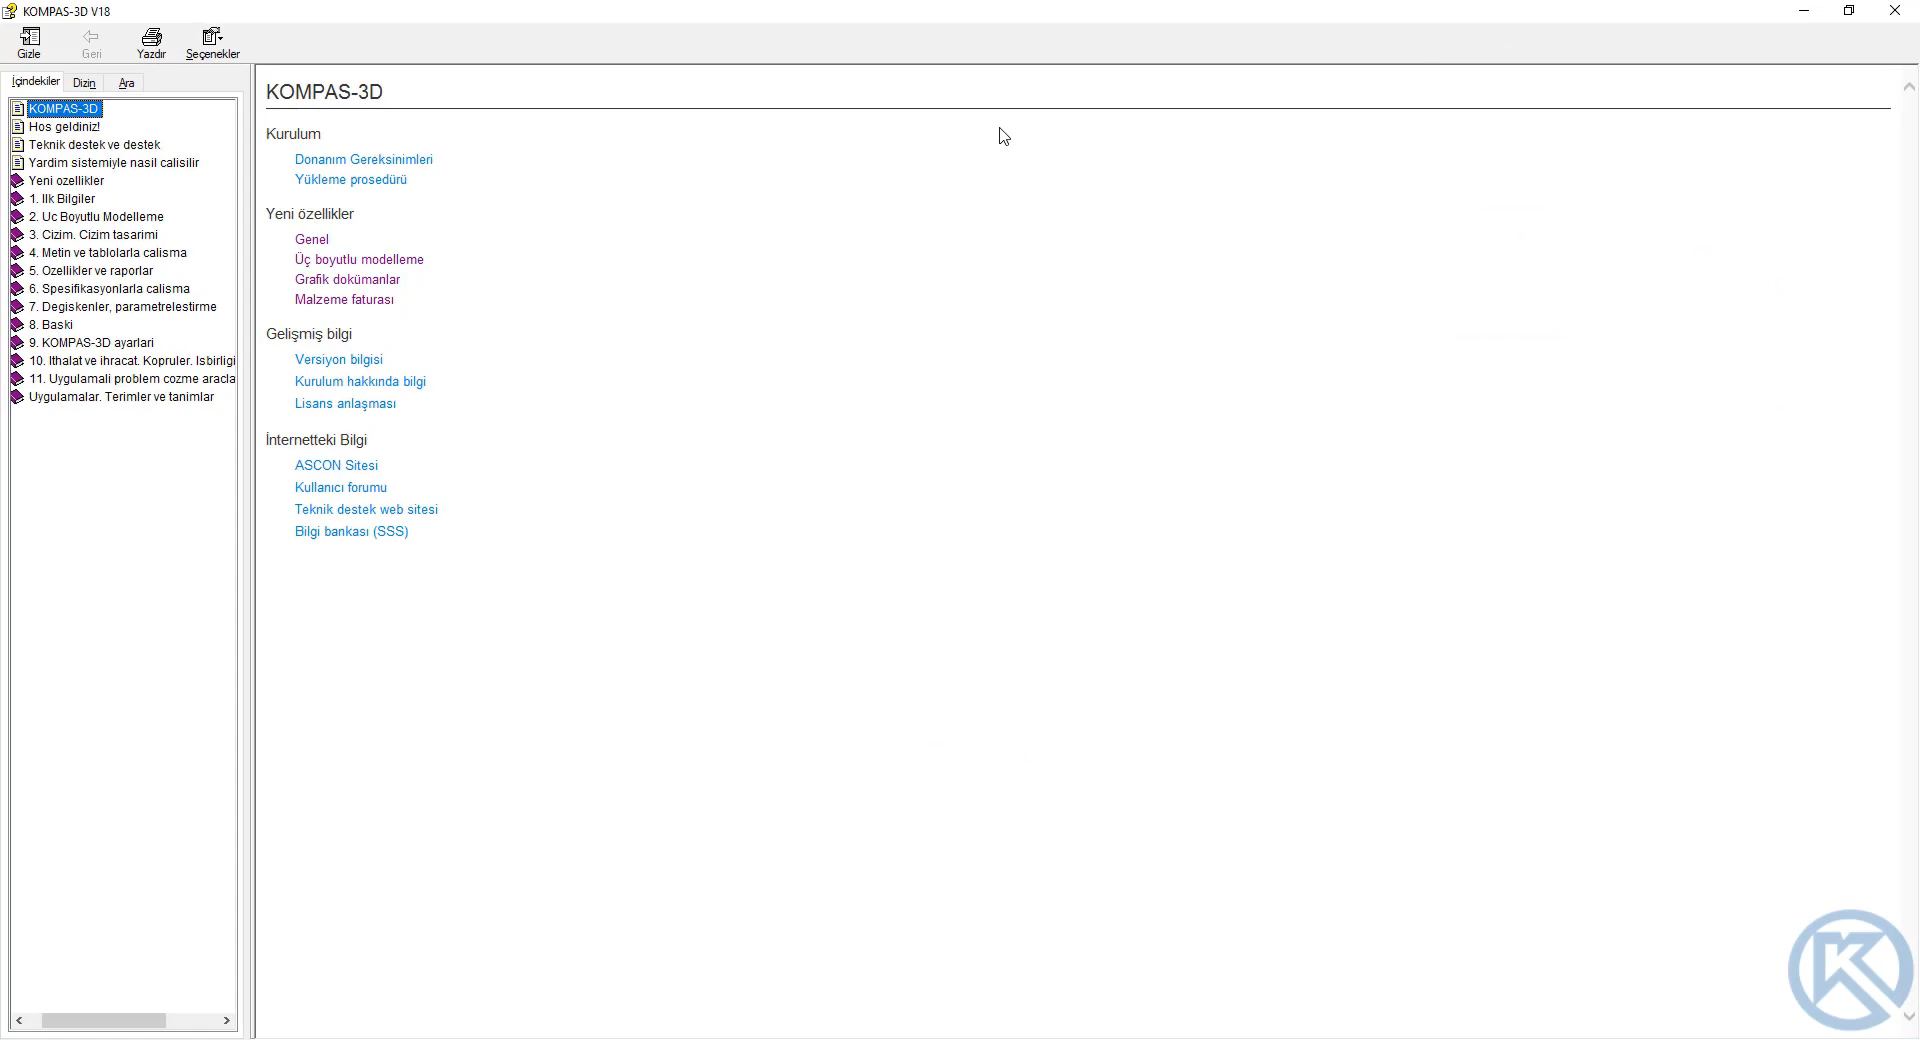 KOMPAS-3D V18
Gizle
Geri
Yazdır
Seçenekler
İçindekiler
Dizin
Ara
KOMPAS-3D
Hos geldiniz!
Teknik destek ve destek
Yardim sistemiyle nasil calisilir
Yeni ozellikler
1. Ilk Bilgiler
2. Uc Boyutlu Modelleme
3. Cizim. Cizim tasarimi
4. Metin ve tablolarla calisma
5. Ozellikler ve raporlar
6. Spesifikasyonlarla calisma
7. Degiskenler, parametrelestirme
8. Baski
9. KOMPAS-3D ayarlari
10. Ithalat ve ihracat. Kopruler. Isbirligi
11. Uygulamali problem cozme aracla
Uygulamalar. Terimler ve tanimlar
KOMPAS-3D
Kurulum
Donanım Gereksinimleri
Yükleme prosedürü
Yeni özellikler
Genel
Üç boyutlu modelleme
Grafik dokümanlar
Malzeme faturası
Gelişmiş bilgi
Versiyon bilgisi
Kurulum hakkında bilgi
Lisans anlaşması
İnternetteki Bilgi
ASCON Sitesi
Kullanıcı forumu
Teknik destek web sitesi
Bilgi bankası (SSS)